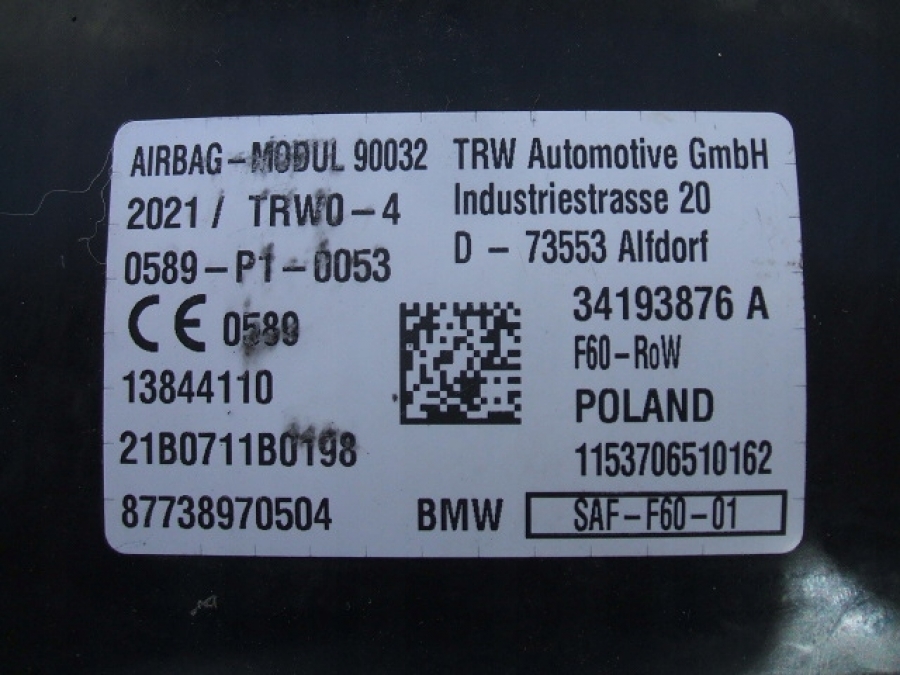 AIRBAG-MODUL 90032
2021 / TRW0-4
0589-P1-0053
CE 0589
13844110
21B0711B0198
87738970504
TRW Automotive GmbH
Industriestrasse 20
D - 73553 Alfdorf
34193876 A
F60-RoW
POLAND
1153706510162
BMW SAF-F60-01